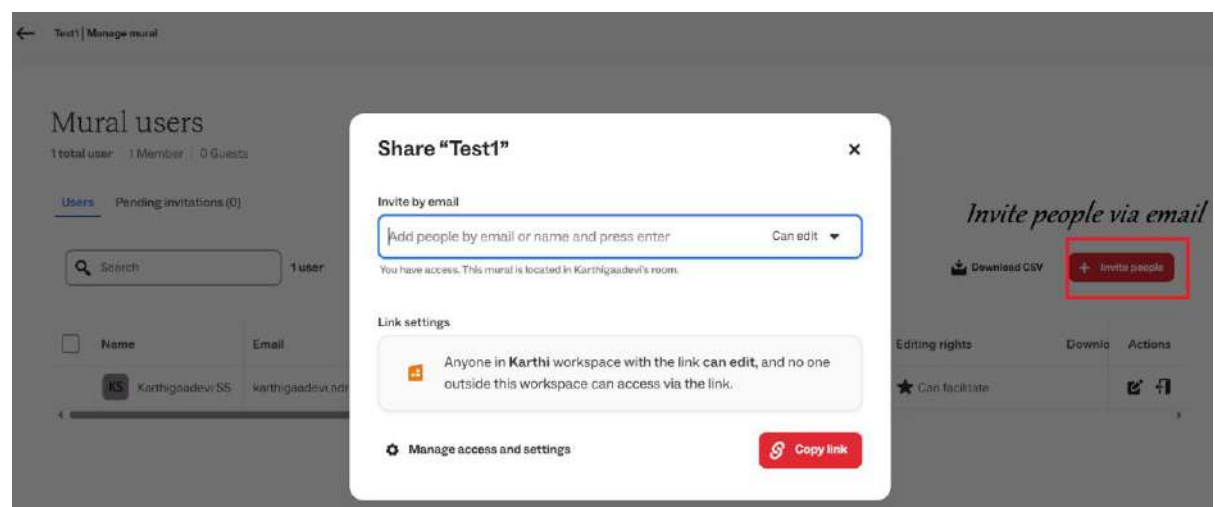 Test1 | Manage mural
Mural users
1 total user | 1 Member | 0 Guests
Users Pending invitations (0)
Search 1 user
Invite people via email
Download CSV + Invite people
Name Email Editing rights Downlo Actions
KS Karthigaadevi SS karthigaadevi.adr Can facilitate
Share “Test1”
Invite by email
Add people by email or name and press enter Can edit
You have access. This mural is located in Karthigaadevi's room.
Link settings
Anyone in Karthi workspace with the link can edit, and no one
outside this workspace can access via the link.
Manage access and settings Copy link